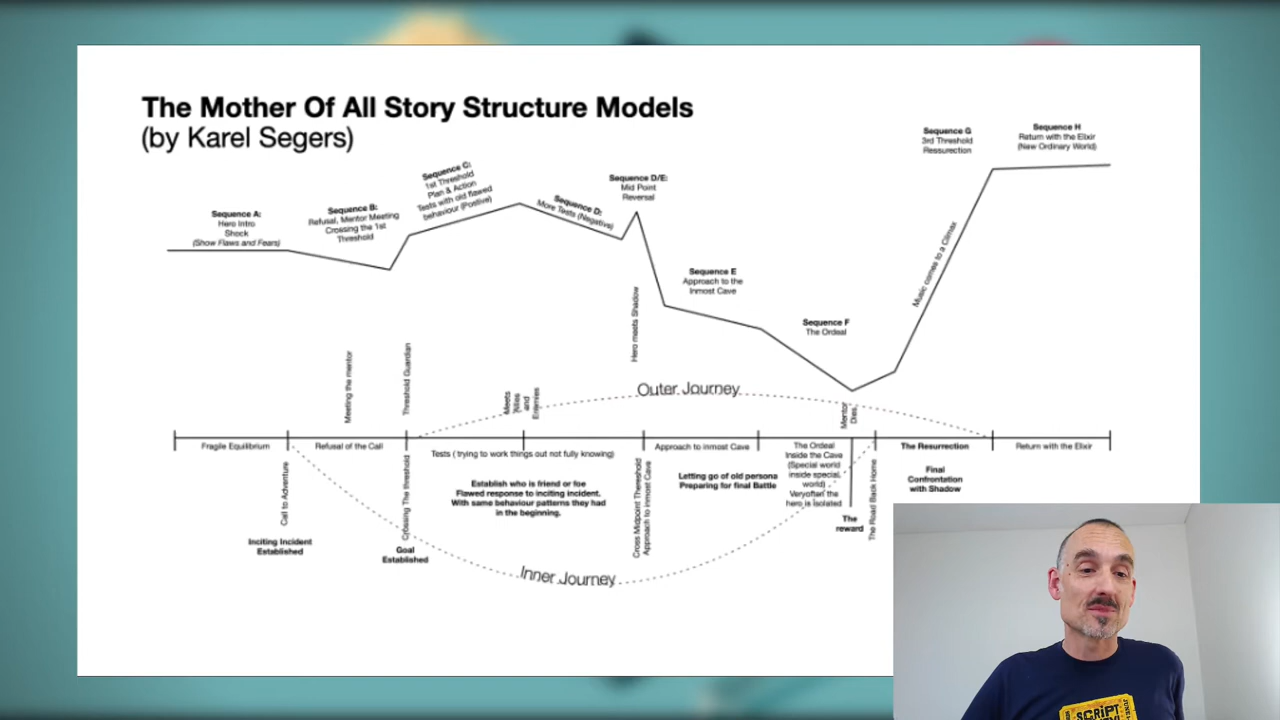 The Mother Of All Story Structure Models
(by Karel Segers)
Sequence A:
Hero Intro
Shock
(Show Flaws and Fears)
Sequence B:
Refusal, Mentor Meeting
Crossing the 1st
Threshold
Sequence C:
1st Threshold
Plan & Action
Tests with old flawed
behaviour (Positive)
Sequence D:
More Tests (Negative)
Sequence D/E:
Mid Point
Reversal
Sequence E
Approach to the
Inmost Cave
Sequence F
The Ordeal
Music comes to a Climax
Sequence G
3rd Threshold
Ressurection
Sequence H
Return with the Elixir
(New Ordinary World)
Meeting the mentor
Threshold Guardian
Meets
Allies
and
Enemies
Hero meets Shadow
Outer Journey
Mentor
Dies
Fragile Equilibrium
Refusal of the Call
Tests ( trying to work things out not fully knowing)
Approach to inmost Cave
The Ordeal
Inside the Cave
(Special world
inside special,
world)
Veryoften the
hero is isolated
The Resurrection
Return with the Elixir
Call to Adventure
Crossing The threshold
Establish who is friend or foe
Flawed response to inciting incident.
With same behaviour patterns they had
in the beginning.
Cross Midpoint Thereshold
Approach to inmost Cave
Letting go of old persona
Preparing for final Battle
The
reward
The Road Back Home
Final
Confrontation
with Shadow
Inciting Incident
Established
Goal
Established
Inner Journey
SCRIPT